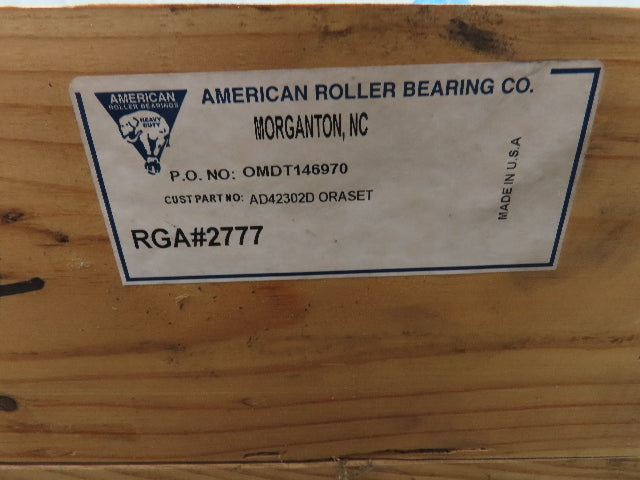 AMERICAN
ROLLER BEARINGS
HEAVY
DUTY
AMERICAN ROLLER BEARING CO.
MORGANTON, NC
P.O. NO: OMDT146970
CUST PART NO: AD42302D ORASET
RGA#2777
MADE IN U.S.A